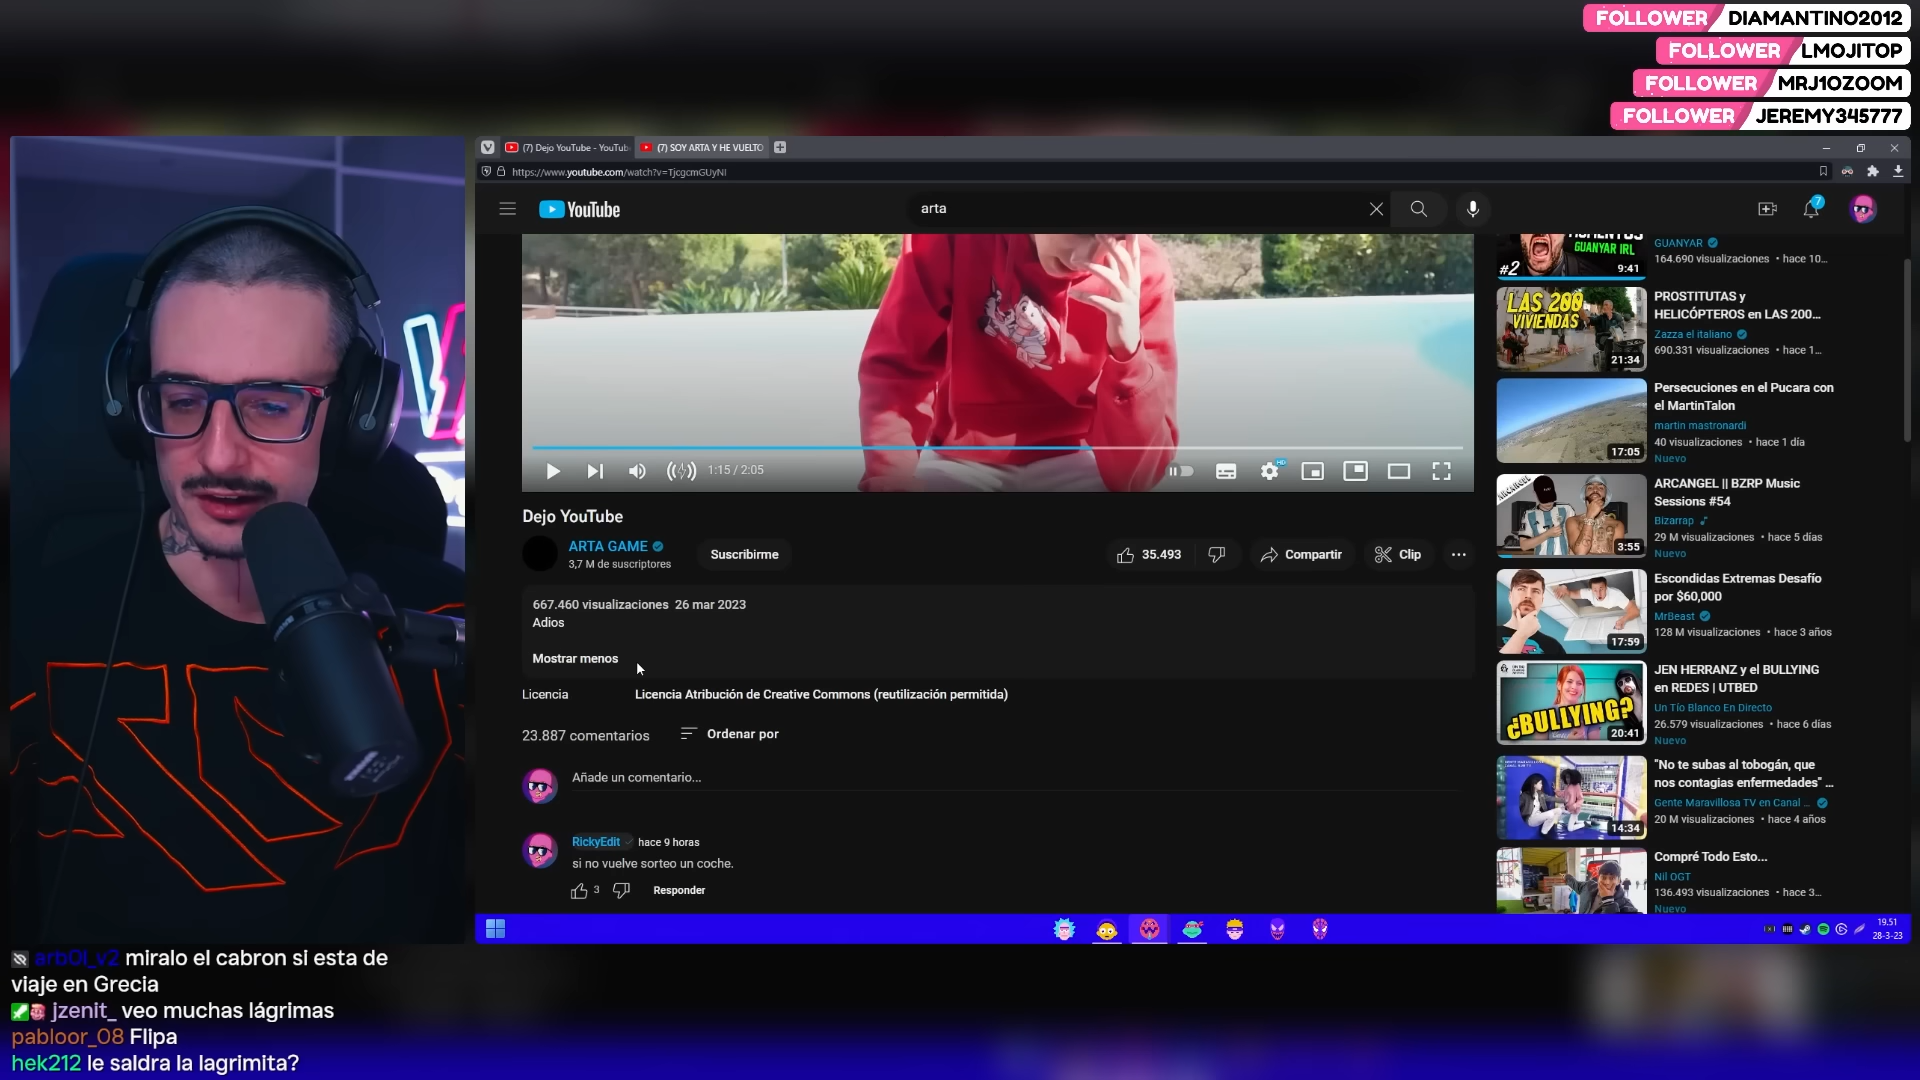 FOLLOWER DIAMANTINO2012
FOLLOWER LMOJITOP
FOLLOWER MRJ10ZOOM
FOLLOWER JEREMY345777
(7) Dejo YouTube - YouTub
(7) SOY ARTA Y HE VUELTO
https://www.youtube.com/watch?v=TjcgcmGUyNI
YouTube
arta
7
1:15 / 2:05
HD
Dejo YouTube
ARTA GAME
3,7 M de suscriptores
Suscribirme
35.493
Compartir
Clip
667.460 visualizaciones 26 mar 2023
Adios
Mostrar menos
Licencia
Licencia Atribución de Creative Commons (reutilización permitida)
23.887 comentarios
Ordenar por
Añade un comentario...
RickyEdit hace 9 horas
si no vuelve sorteo un coche.
3
Responder
GUANYAR IRL
#2
9:41
GUANYAR
164.690 visualizaciones • hace 10...
LAS 200
VIVIENDAS
21:34
PROSTITUTAS y
HELICÓPTEROS en LAS 200...
Zazza el italiano
690.331 visualizaciones • hace 1...
17:05
Persecuciones en el Pucara con
el MartinTalon
martin mastronardi
40 visualizaciones • hace 1 día
Nuevo
3:55
ARCANGEL || BZRP Music
Sessions #54
Bizarrap
29 M visualizaciones • hace 5 días
Nuevo
17:59
Escondidas Extremas Desafío
por $60,000
MrBeast
128 M visualizaciones • hace 3 años
¿BULLYING?
20:41
JEN HERRANZ y el BULLYING
en REDES | UTBED
Un Tío Blanco En Directo
26.579 visualizaciones • hace 6 días
Nuevo
14:34
"No te subas al tobogán, que
nos contagias enfermedades" ...
Gente Maravillosa TV en Canal ...
20 M visualizaciones • hace 4 años
Compré Todo Esto...
Nil OGT
136.493 visualizaciones • hace 3...
Nuevo
19:51
28-3-23
arb0l_v2 miralo el cabron si esta de
viaje en Grecia
jzenit_ veo muchas lágrimas
pabloor_08 Flipa
hek212 le saldra la lagrimita?